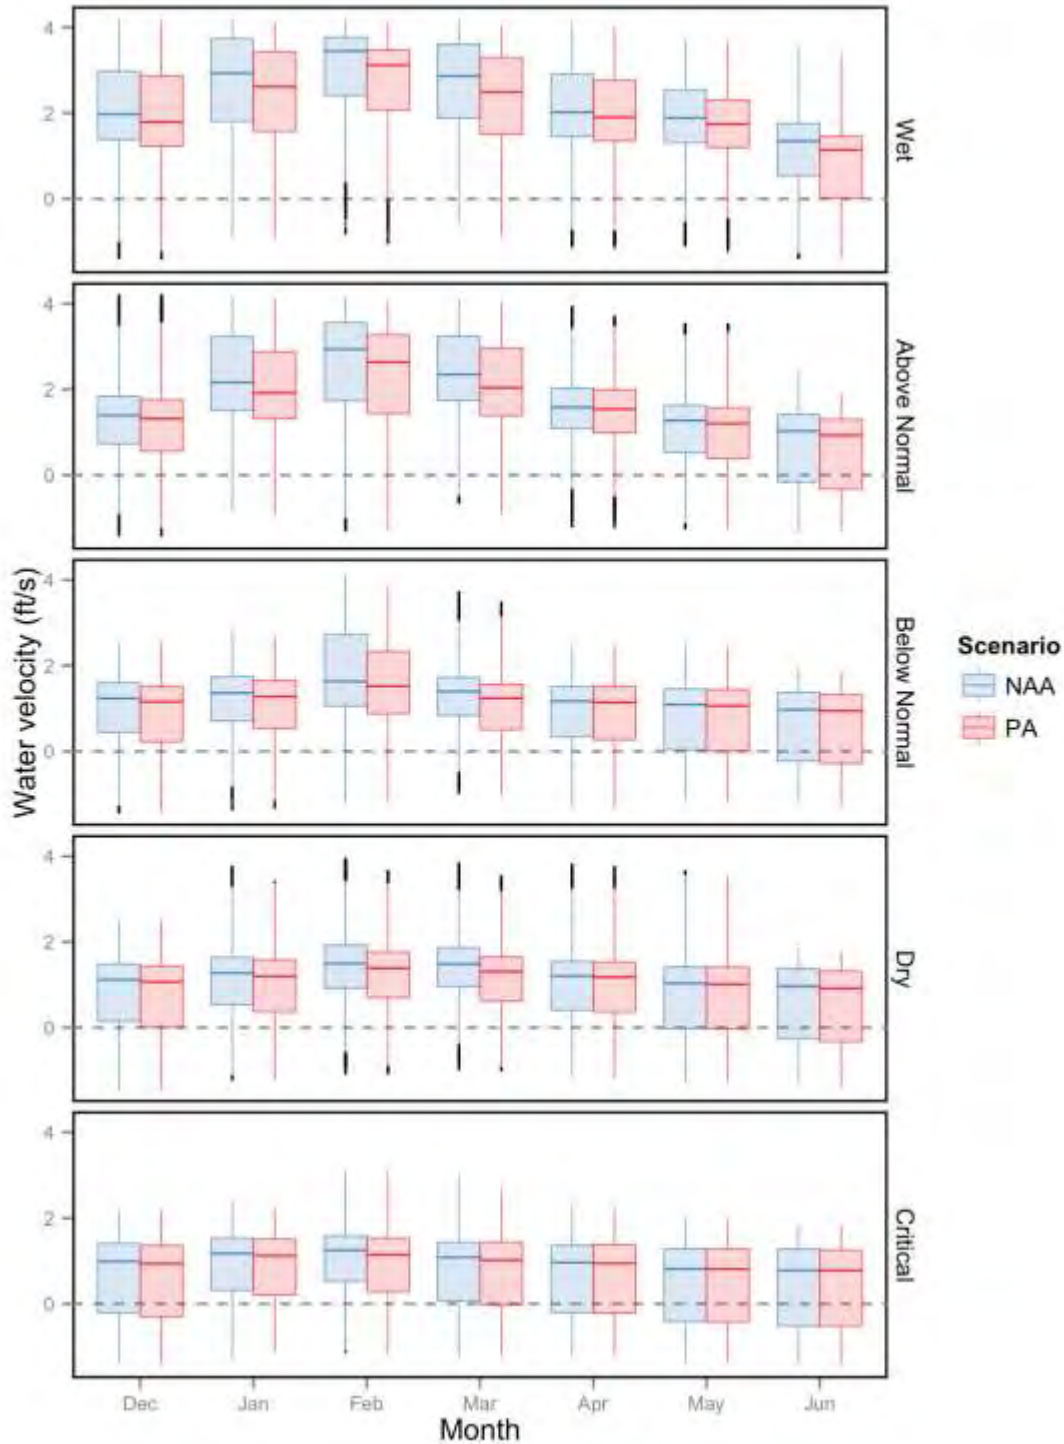 4
2
0
Wet
4
2
0
Above Normal
Water velocity (ft/s)
4
2
0
Below Normal
Scenario
NAA
PA
4
2
0
Dry
4
2
0
Critical
Dec Jan Feb Mar Apr May Jun
Month